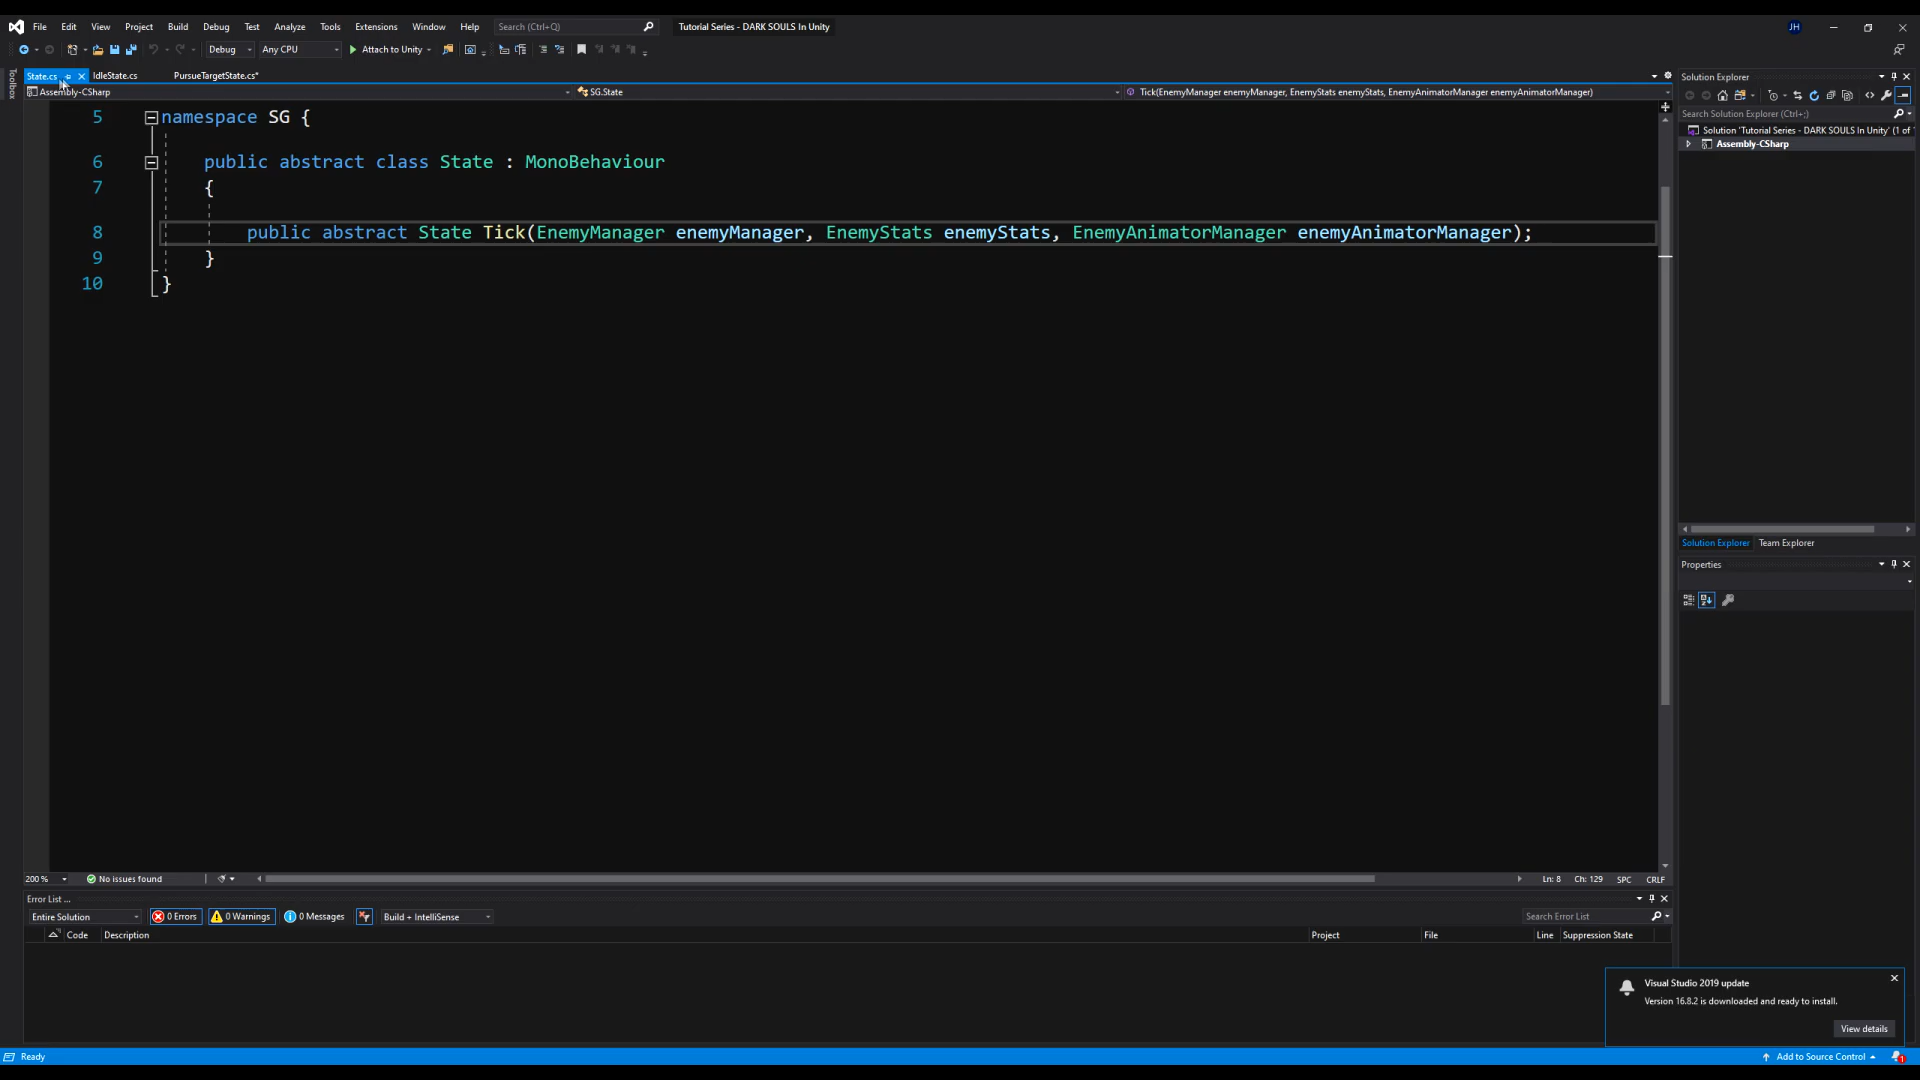 File Edit View Project Build Debug Test Analyze Tools Extensions Window Help Search (Ctrl+Q) Tutorial Series - DARK SOULS In Unity JH
Debug Any CPU Attach to Unity
Toolbox
State.cs IdleState.cs PursueTargetState.cs*
Assembly-CSharp SG.State Tick(EnemyManager enemyManager, EnemyStats enemyStats, EnemyAnimatorManager enemyAnimatorManager)
5 namespace SG {
6 public abstract class State : MonoBehaviour
7 {
8 public abstract State Tick(EnemyManager enemyManager, EnemyStats enemyStats, EnemyAnimatorManager enemyAnimatorManager);
9 }
10 }
200 % No issues found Ln: 8 Ch: 129 SPC CRLF
Error List ...
Entire Solution 0 Errors 0 Warnings 0 Messages Build + IntelliSense Search Error List
Code Description Project File Line Suppression State
Solution Explorer
Search Solution Explorer (Ctrl+;)
Solution 'Tutorial Series - DARK SOULS In Unity' (1 of
Assembly-CSharp
Solution Explorer Team Explorer
Properties
Visual Studio 2019 update
Version 16.8.2 is downloaded and ready to install.
View details
Ready Add to Source Control 1